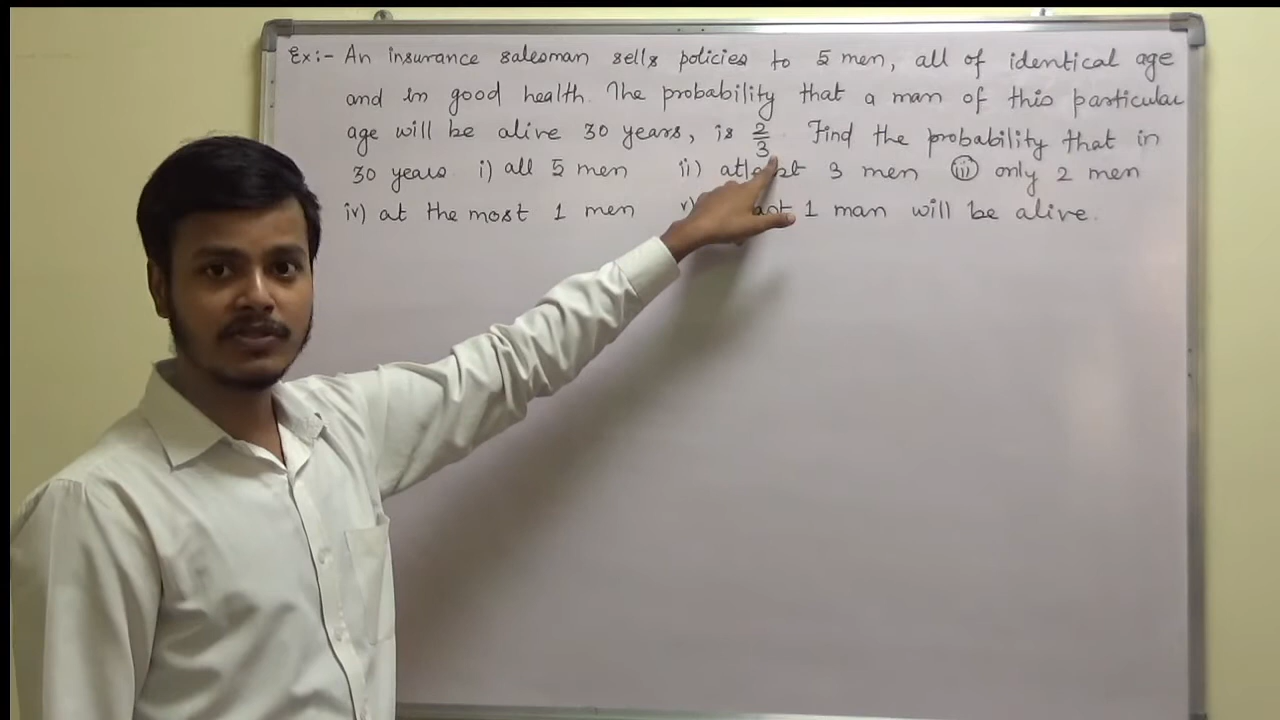 Ex:- An insurance salesman sells policies to 5 men, all of identical age
and in good health. The probability that a man of this particular
age will be alive 30 years, is 2/3. Find the probability that in
30 years i) all 5 men ii) 3 men iii) only 2 men
iv) at the most 1 men v) 1 man will be alive.